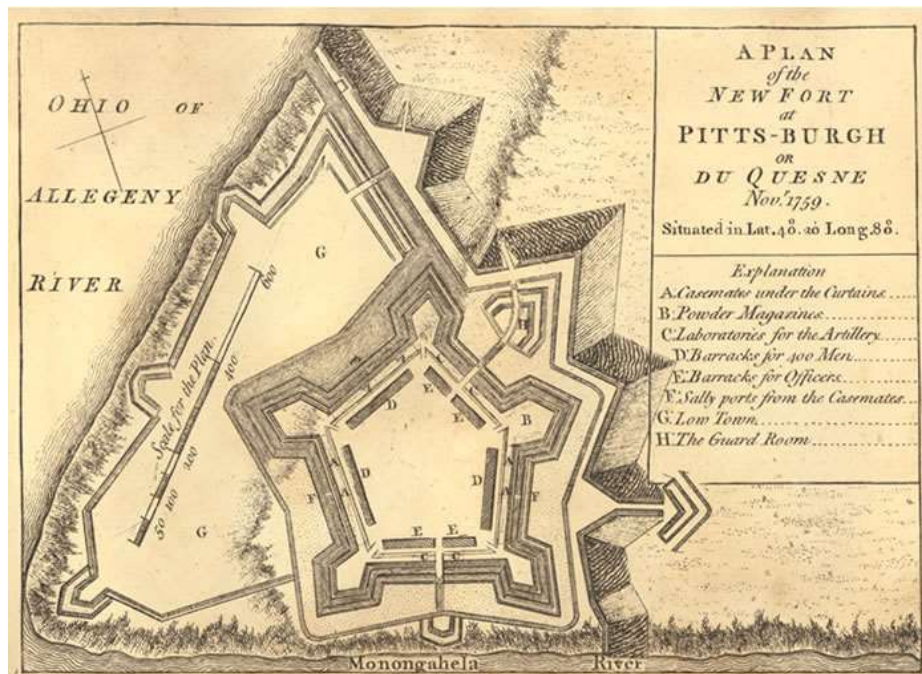 A PLAN
of the
NEW FORT
at
PITTS-BURGH
OR
DU QUESNE
Nov.r 1759.
Situated in Lat. 40. 20 Long. 80.
Explanation
A. Casemates under the Curtains
B. Powder Magazines
C. Laboratories for the Artillery
D. Barracks for 400 Men
E. Barracks for Officers
F. Sally ports from the Casemates
G. Low Town
H. The Guard Room
OHIO OF
ALLEGENY
RIVER
Scale for the Plan.
50 100 200 400 600
G
G
H
D
E
E
B
A
D
F
A
D
A
A
F
E
E
C
C
Monongahela River